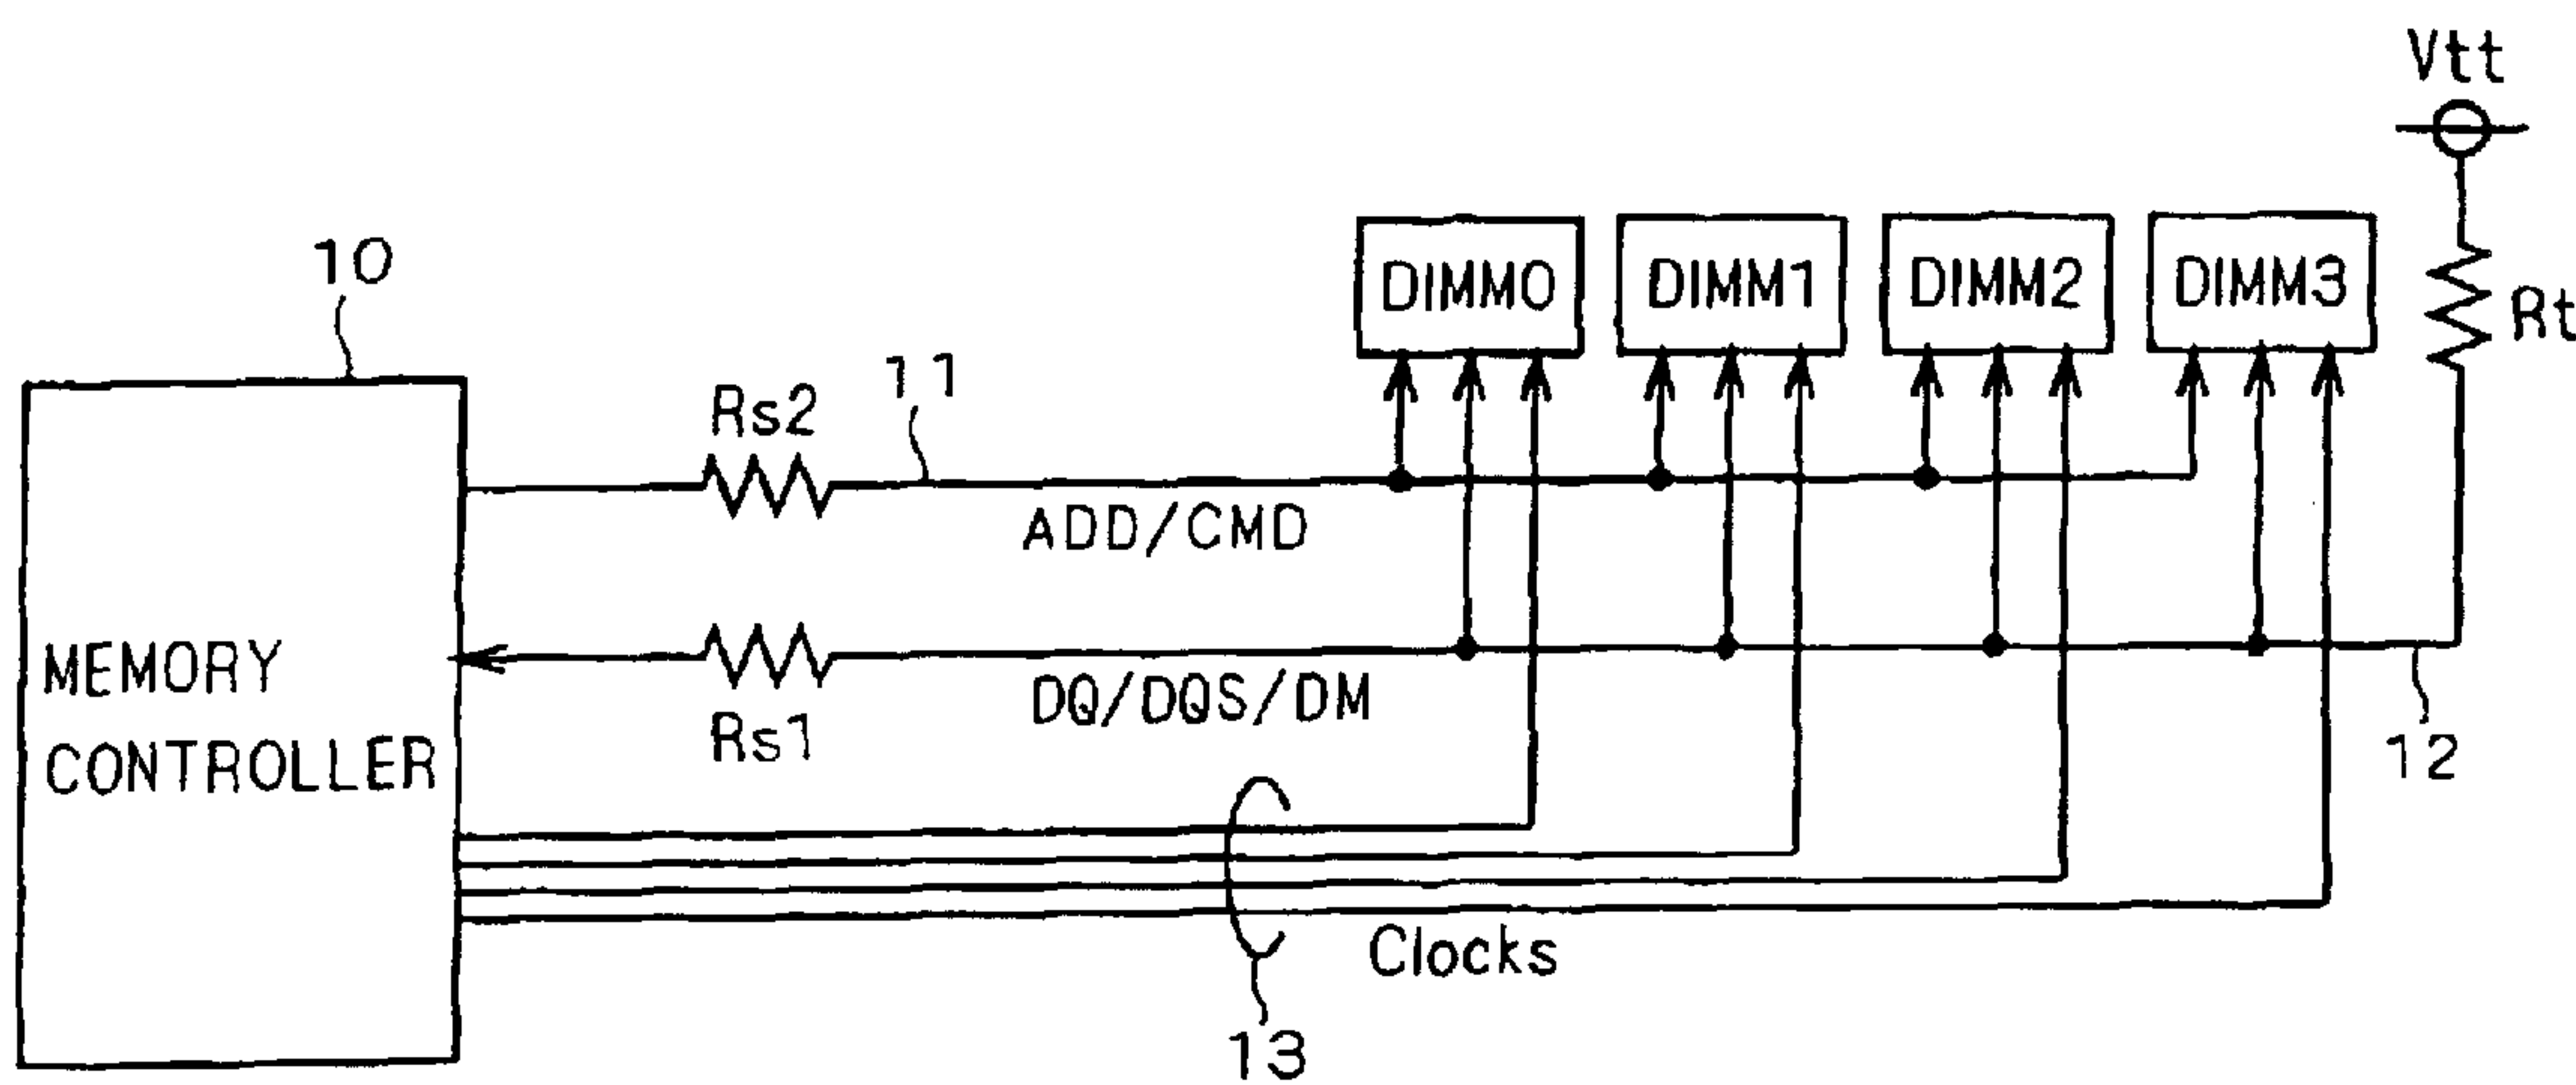 Vtt
10
DIMM0
DIMM1
DIMM2
DIMM3
Rt
11
Rs2
ADD/CMD
MEMORY
CONTROLLER
Rs1
DQ/DQS/DM
12
Clocks
13